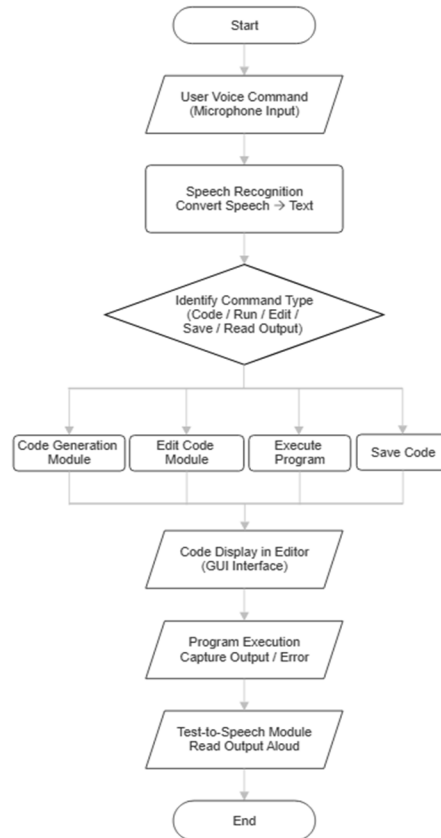 Start
User Voice Command
(Microphone Input)
Speech Recognition
Convert Speech → Text
Identify Command Type
(Code / Run / Edit /
Save / Read Output)
Code Generation
Module
Edit Code
Module
Execute
Program
Save Code
Code Display in Editor
(GUI Interface)
Program Execution
Capture Output / Error
Test-to-Speech Module
Read Output Aloud
End